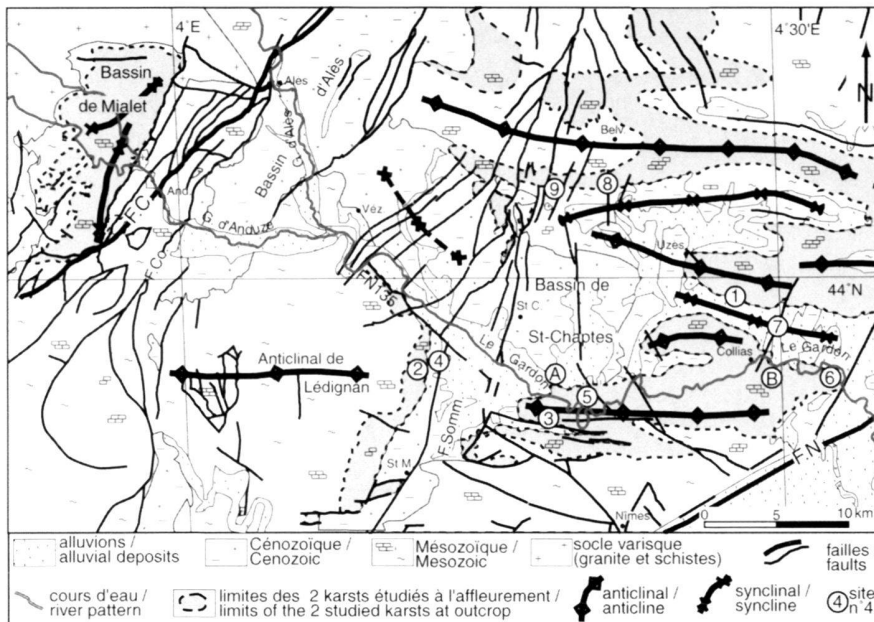 4°E
4°30'E
Bassin
de Mialet
Ales
Bassin d'Alès
G. d'Alès
Belv
N
And.
Véz
G. d'Anduze
F.C.
F.Co
FN135
9
8
Uzès
44°N
Bassin de
St-Chaptes
St C.
1
7
Le Gardon
Collias
Le Gardon
Anticlinal de
Lédignan
2
4
A
5
3
B
6
F.Somm
St M.
F.N
Nîmes
0 5 10 km
alluvions /
alluvial deposits
Cénozoïque /
Cenozoic
Mésozoïque /
Mesozoic
socle varisque
(granite et schistes)
failles
faults
cours d'eau /
river pattern
limites des 2 karsts étudiés à l'affleurement /
limits of the 2 studied karsts at outcrop
anticlinal /
anticline
synclinal /
syncline
4 site
n°4